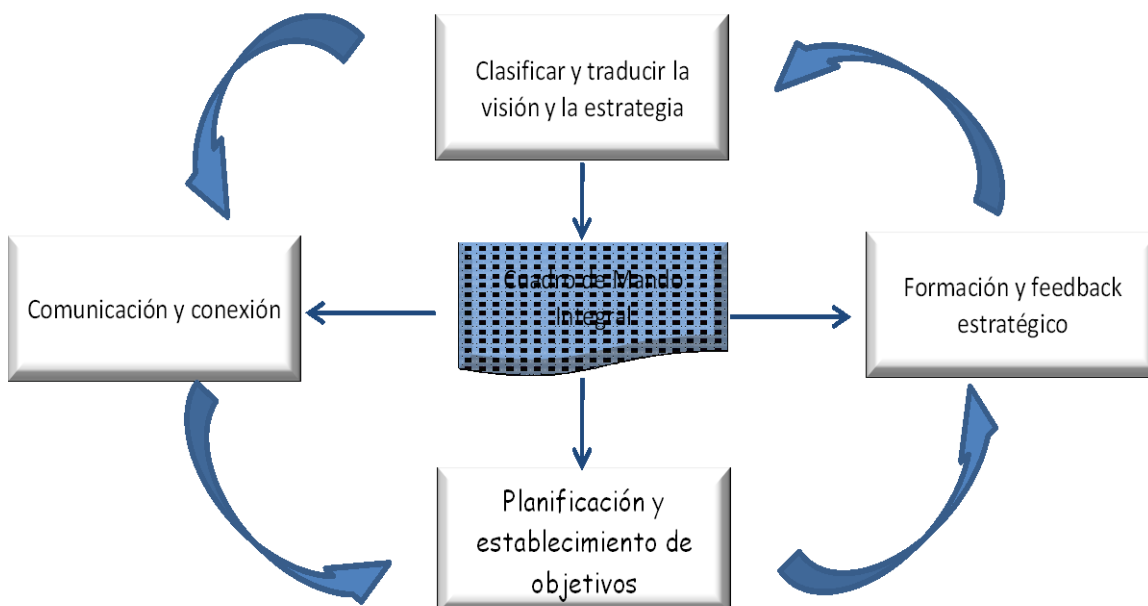 Clasificar y traducir la
visión y la estrategia
Cuadro de Mando
Integral
Comunicación y conexión
Formación y feedback
estratégico
Planificación y
establecimiento de
objetivos